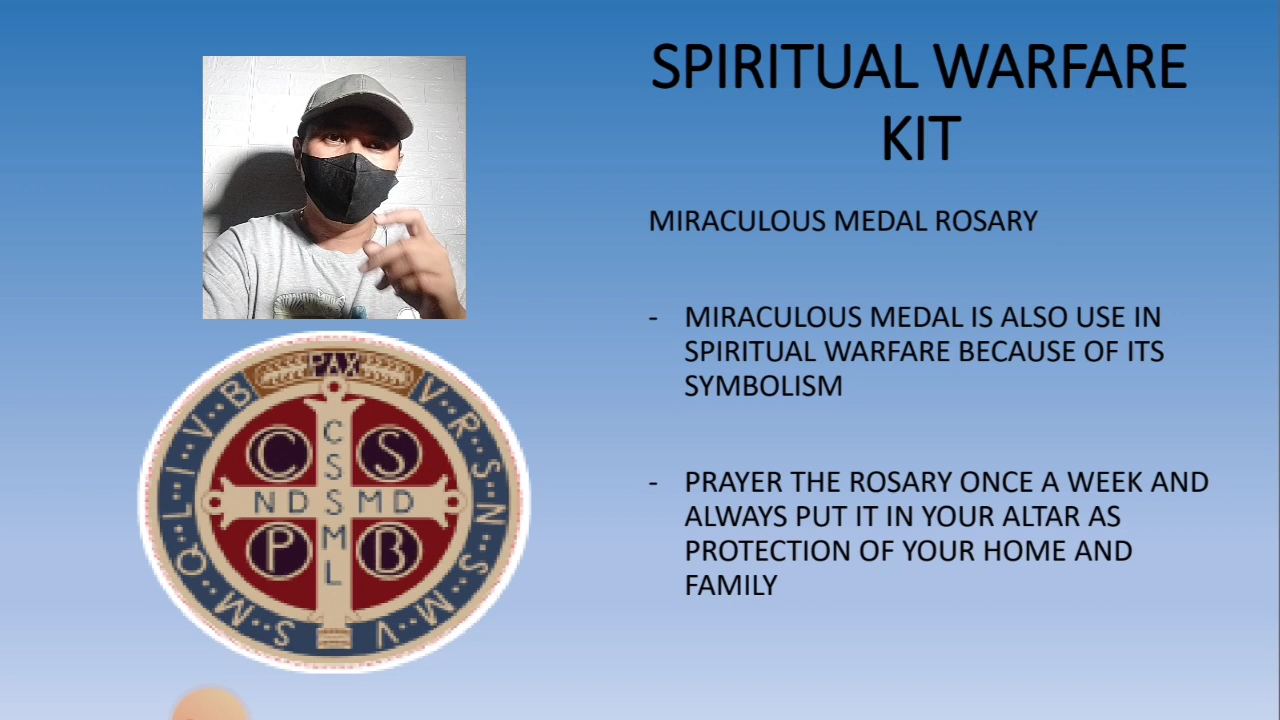 SPIRITUAL WARFARE
KIT
MIRACULOUS MEDAL ROSARY
- MIRACULOUS MEDAL IS ALSO USE IN
SPIRITUAL WARFARE BECAUSE OF ITS
SYMBOLISM
- PRAYER THE ROSARY ONCE A WEEK AND
ALWAYS PUT IT IN YOUR ALTAR AS
PROTECTION OF YOUR HOME AND
FAMILY
PAX
V·R·S·N·S·M·V
S·M·Q·L·I·V·B
C S
P B
C
S
S
M
L
N D S M D